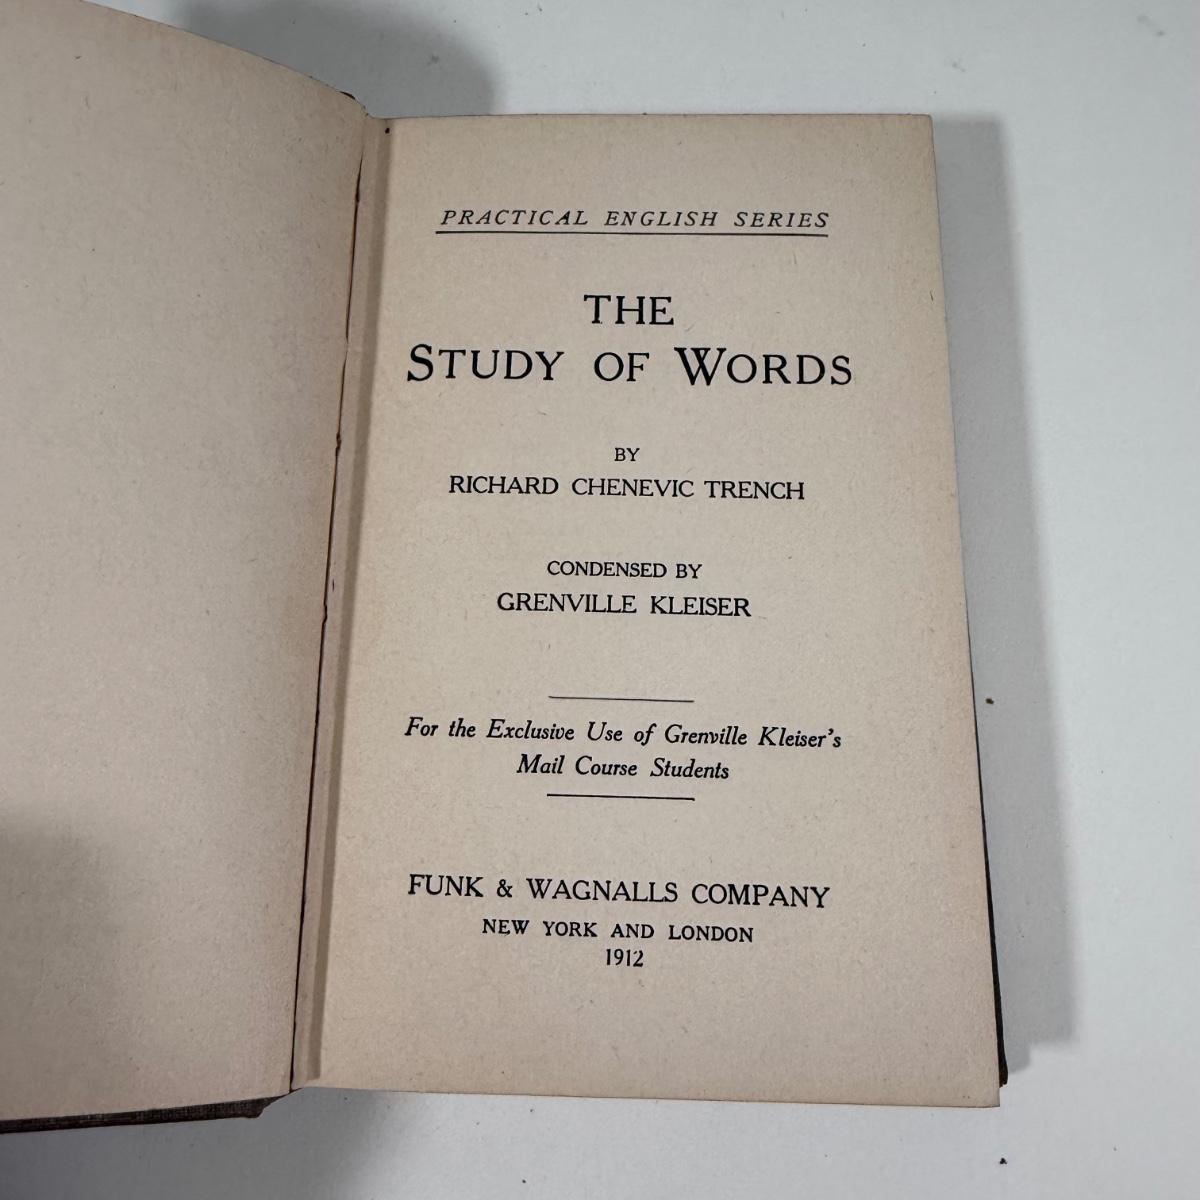 PRACTICAL ENGLISH SERIES
THE
STUDY OF WORDS
BY
RICHARD CHENEVIC TRENCH
CONDENSED BY
GRENVILLE KLEISER
For the Exclusive Use of Grenville Kleiser's
Mail Course Students
FUNK & WAGNALLS COMPANY
NEW YORK AND LONDON
1912